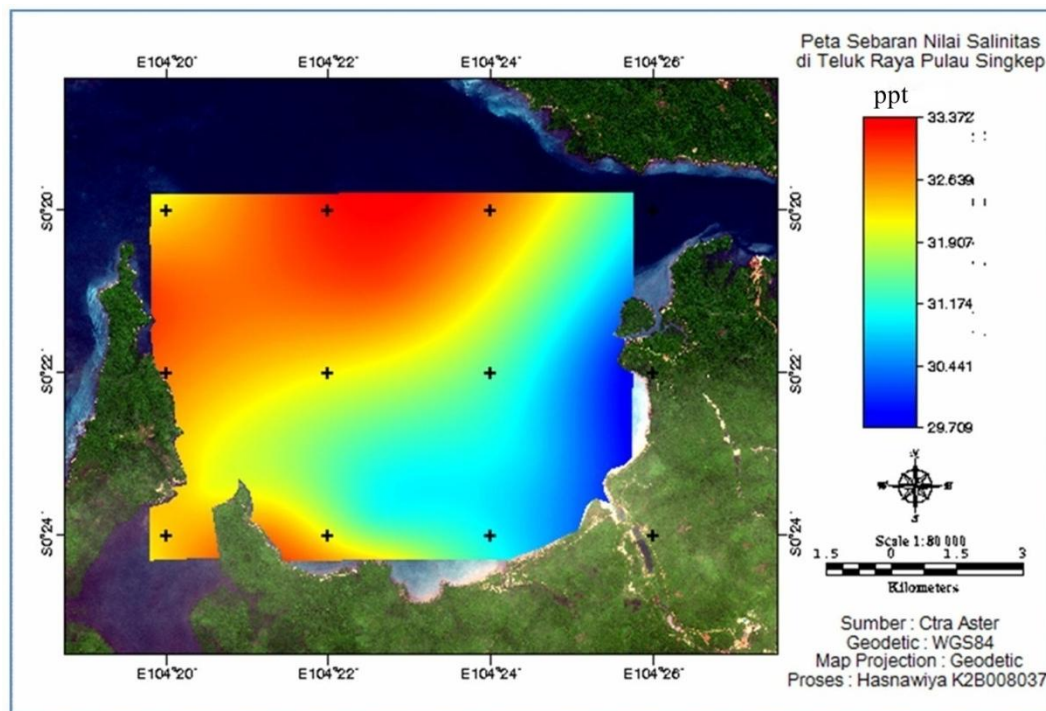 Peta Sebaran Nilai Salinitas
di Teluk Raya Pulau Singkep
E104°20´ E104°22´ E104°24´ E104°26´
ppt
33.372
32.639
31.907
31.174
30.441
29.709
S0°20´ S0°20´
S0°22´ S0°22´
S0°24´ S0°24´
E104°20´ E104°22´ E104°24´ E104°26´
S
Scale 1:80 000
1.5 0 1.5 3
Kilometers
Sumber : Ctra Aster
Geodetic : WGS84
Map Projection : Geodetic
Proses : Hasnawiya K2B008037